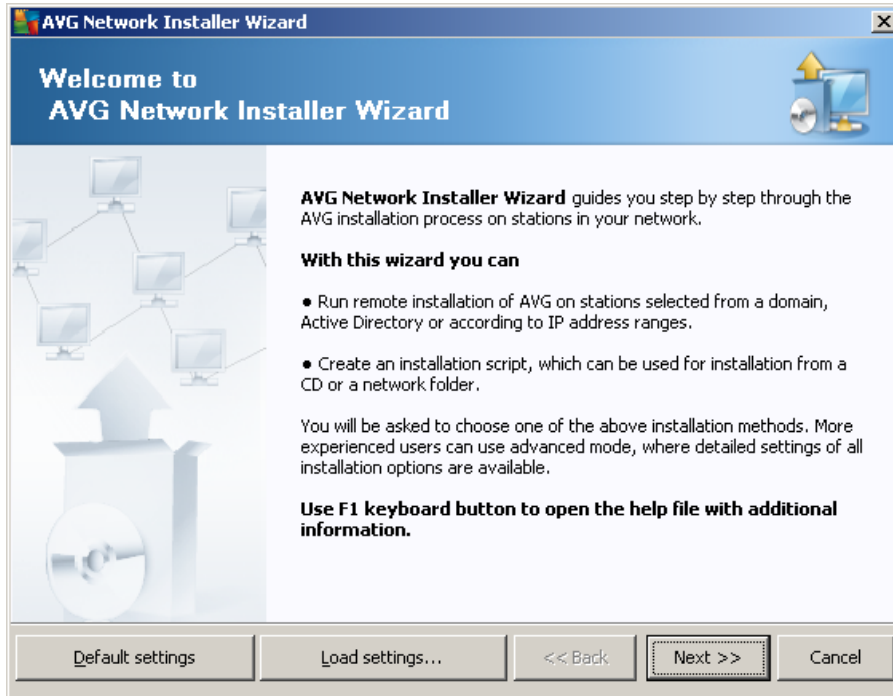 AVG Network Installer Wizard
Welcome to
AVG Network Installer Wizard
AVG Network Installer Wizard guides you step by step through the
AVG installation process on stations in your network.
With this wizard you can
● Run remote installation of AVG on stations selected from a domain,
Active Directory or according to IP address ranges.
● Create an installation script, which can be used for installation from a
CD or a network folder.
You will be asked to choose one of the above installation methods. More
experienced users can use advanced mode, where detailed settings of all
installation options are available.
Use F1 keyboard button to open the help file with additional
information.
Default settings
Load settings...
<< Back
Next >>
Cancel